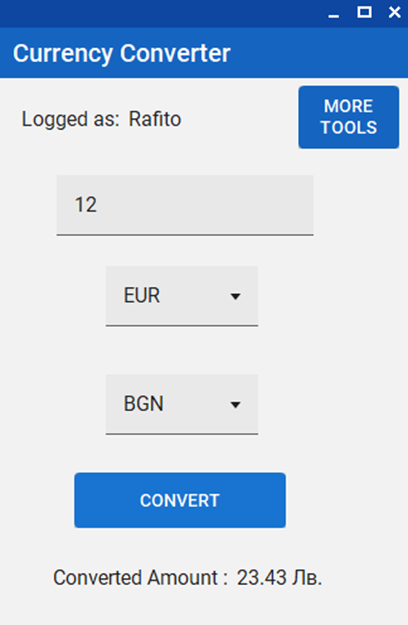 Currency Converter
Logged as: Rafito
MORE
TOOLS
12
EUR
BGN
CONVERT
Converted Amount : 23.43 Лв.